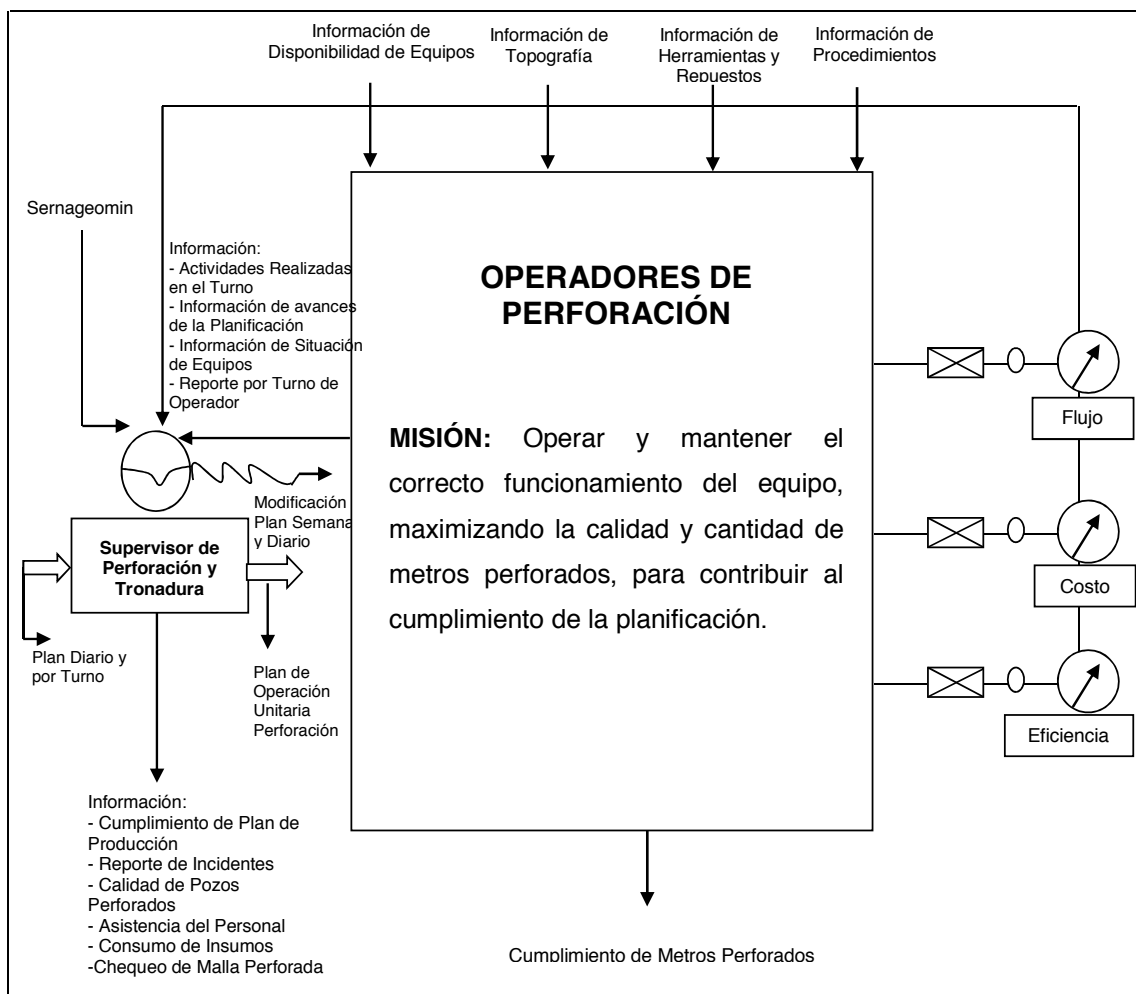 Información de
Disponibilidad de Equipos
Información de
Topografía
Información de
Herramientas y
Repuestos
Información de
Procedimientos
Sernageomin
Información:
- Actividades Realizadas
en el Turno
- Información de avances
de la Planificación
- Información de Situación
de Equipos
- Reporte por Turno de
Operador
OPERADORES DE
PERFORACIÓN
MISIÓN: Operar y mantener el
correcto funcionamiento del equipo,
maximizando la calidad y cantidad de
metros perforados, para contribuir al
cumplimiento de la planificación.
Flujo
Costo
Eficiencia
Modificación
Plan Semana
y Diario
Supervisor de
Perforación y
Tronadura
Plan Diario y
por Turno
Plan de
Operación
Unitaria
Perforación
Información:
- Cumplimiento de Plan de
Producción
- Reporte de Incidentes
- Calidad de Pozos
Perforados
- Asistencia del Personal
- Consumo de Insumos
-Chequeo de Malla Perforada
Cumplimiento de Metros Perforados